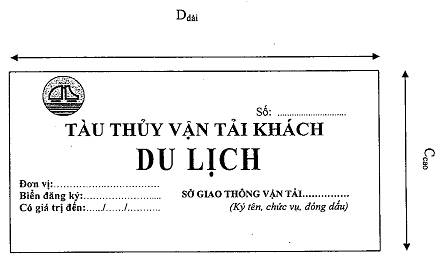 Ddài
Số: ............................
TÀU THỦY VẬN TẢI KHÁCH
DU LỊCH
Đơn vị:................................
Biển đăng ký:......................
Có giá trị đến:...../....../...........
SỞ GIAO THÔNG VẬN TẢI..............
(Ký tên, chức vụ, đóng dấu)
Ccao